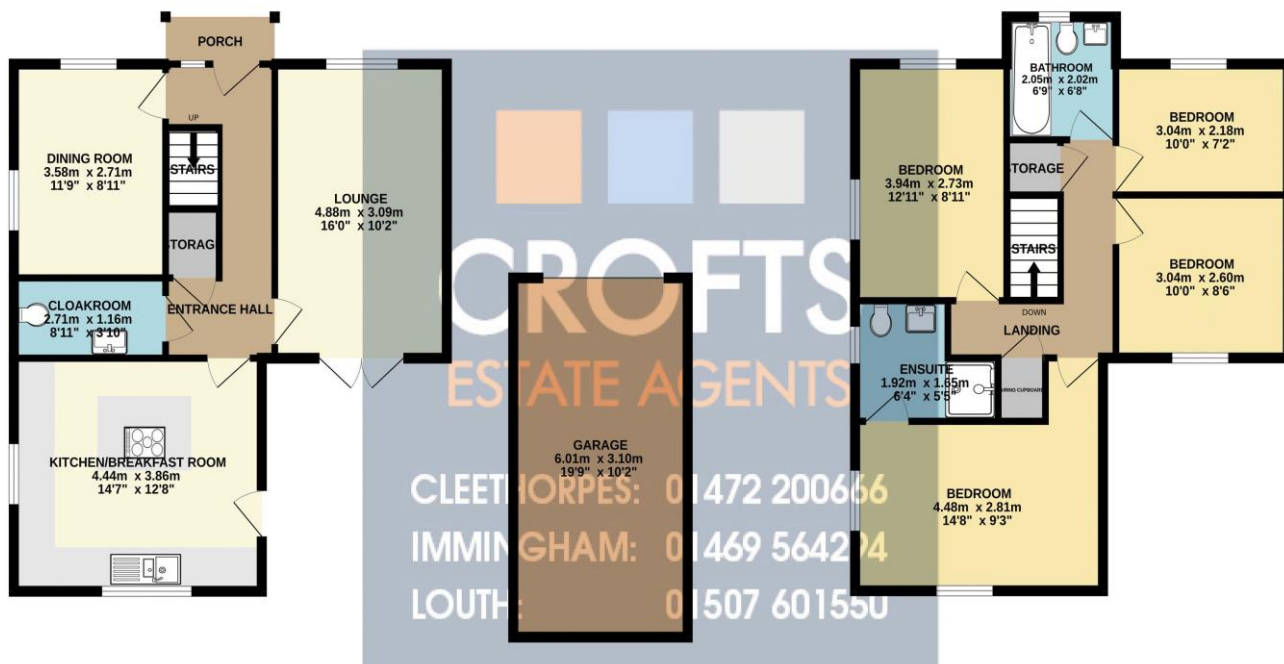 PORCH
UP
DINING ROOM
3.58m x 2.71m
11'9" x 8'11"
STAIRS
STORAG
LOUNGE
4.88m x 3.09m
16'0" x 10'2"
CLOAKROOM
2.71m x 1.16m
8'11" x 3'10"
ENTRANCE HALL
KITCHEN/BREAKFAST ROOM
4.44m x 3.86m
14'7" x 12'8"
CROFTS
ESTATE AGENTS
GARAGE
6.01m x 3.10m
19'9" x 10'2"
CLEETHORPES: 01472 200666
IMMINGHAM: 01469 564294
LOUTH: 01507 601550
BATHROOM
2.05m x 2.02m
6'9" x 6'8"
BEDROOM
3.04m x 2.18m
10'0" x 7'2"
BEDROOM
3.94m x 2.73m
12'11" x 8'11"
STORAGE
STAIRS
BEDROOM
3.04m x 2.60m
10'0" x 8'6"
DOWN
LANDING
ENSUITE
1.92m x 1.65m
6'4" x 5'5"
AIRING CUPBOARD
BEDROOM
4.48m x 2.81m
14'8" x 9'3"